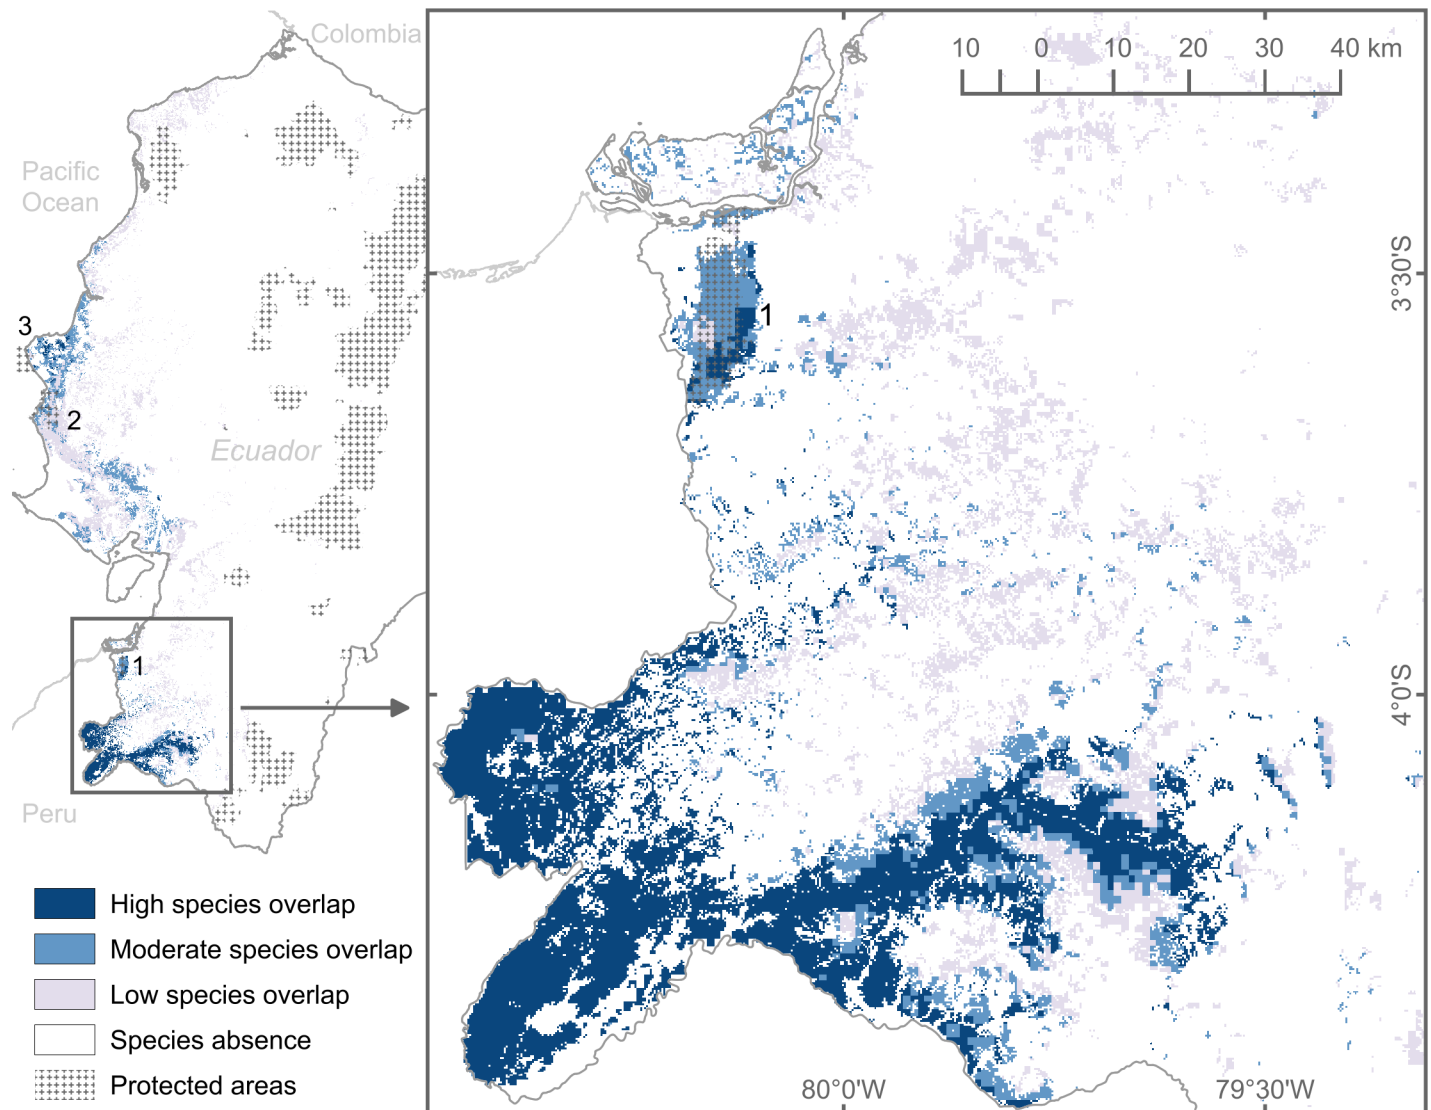 Colombia
Pacific
Ocean
3
2
Ecuador
1
Peru
High species overlap
Moderate species overlap
Low species overlap
Species absence
Protected areas
10 0 10 20 30 40 km
1
3°30'S
4°0'S
80°0'W
79°30'W